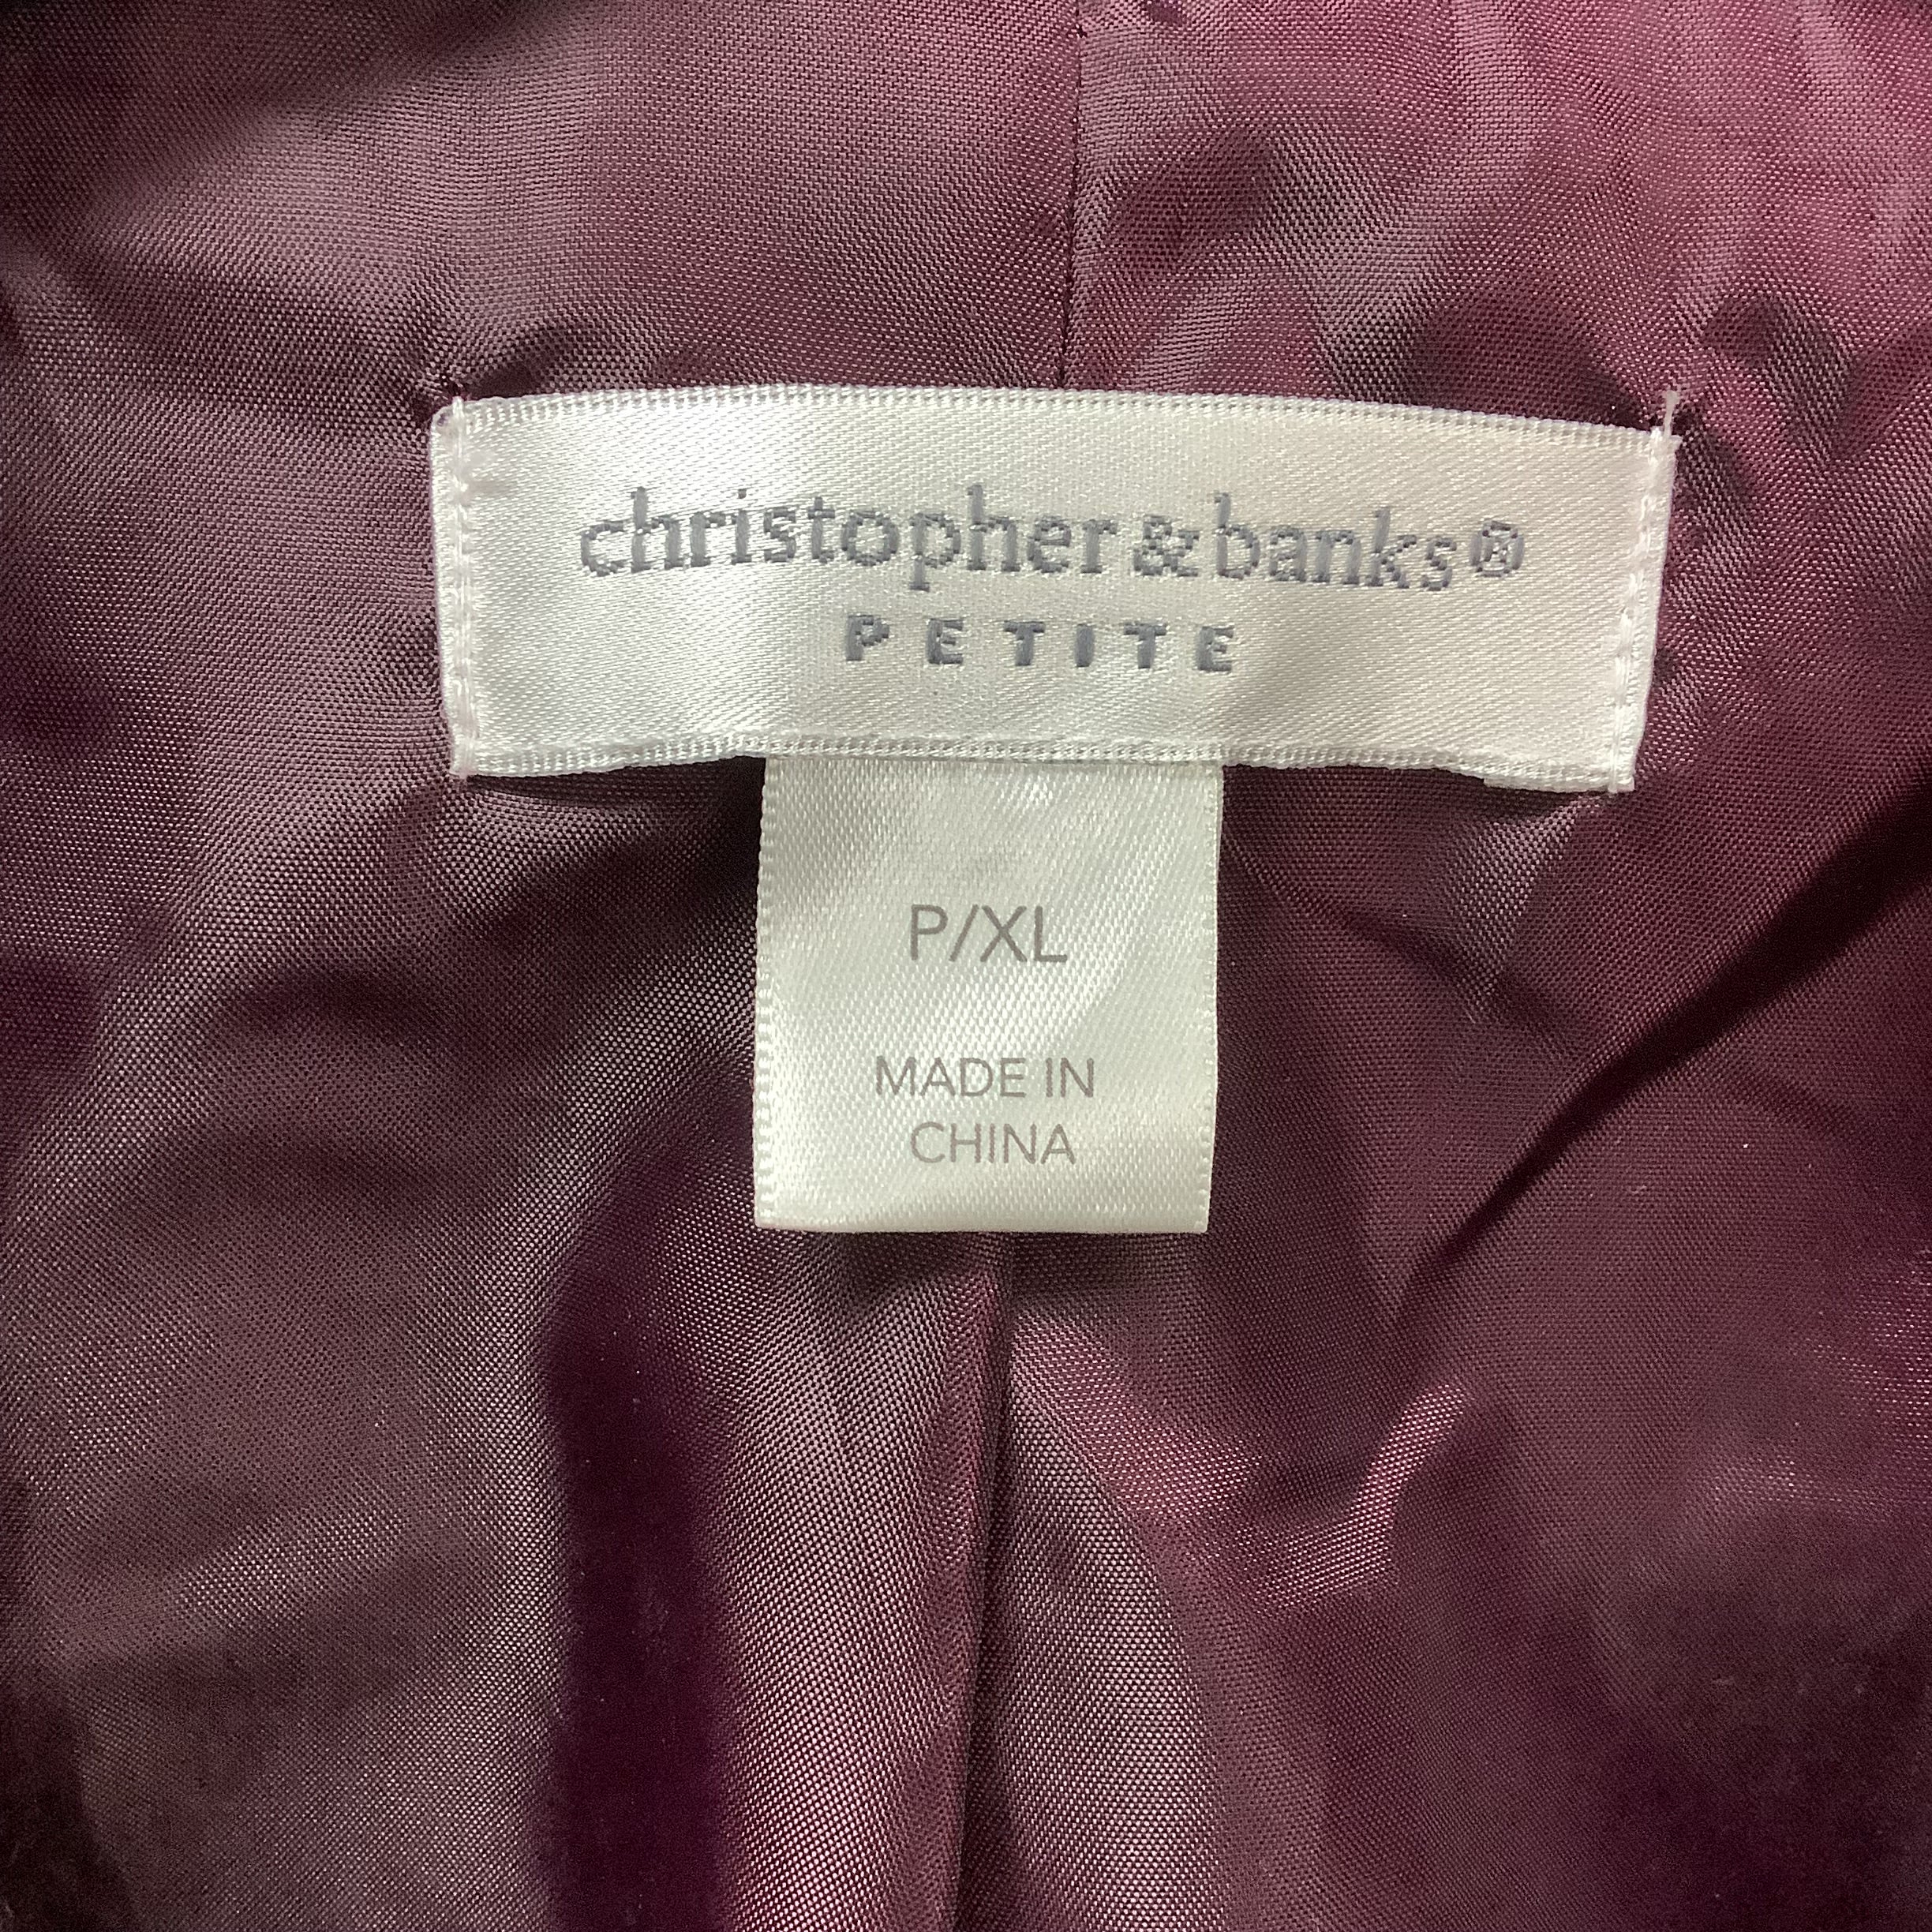 christopher&banks®
PETITE
P/XL
MADE IN
CHINA